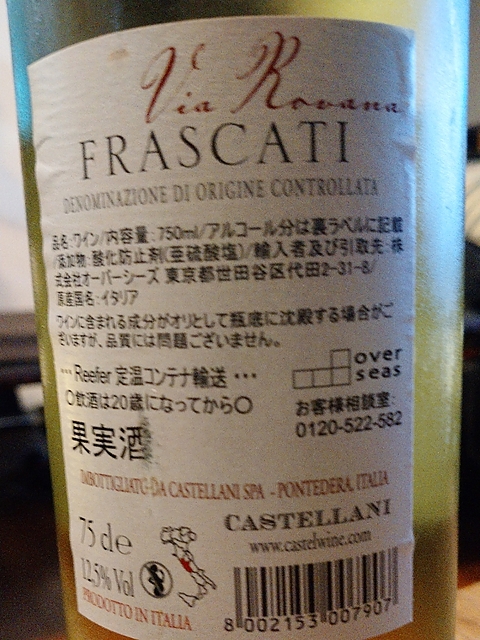 Via Rovana
FRASCATI
DENOMINAZIONE DI ORIGINE CONTROLLATA
品名:ワイン/内容量:750ml/アルコール分は裏ラベルに記載
/添加物:酸化防止剤(亜硫酸塩)/輸入者及び引取先:株
式会社オーバーシーズ 東京都世田谷区代田2-31-8/
原産国名:イタリア
ワインに含まれる成分がオリとして瓶底に沈殿する場合がご
ざいますが、品質には問題ございません。
･･･Reefer 定温コンテナ輸送･･･
over
seas
〇飲酒は20歳になってから〇
お客様相談室:
0120-522-582
果実酒
IMBOTTIGLIATO DA CASTELLANI SPA - PONTEDERA, ITALIA
CASTELLANI
www.castelwine.com
75 cl e
12,5% Vol
PRODOTTO IN ITALIA
8 002153 007907